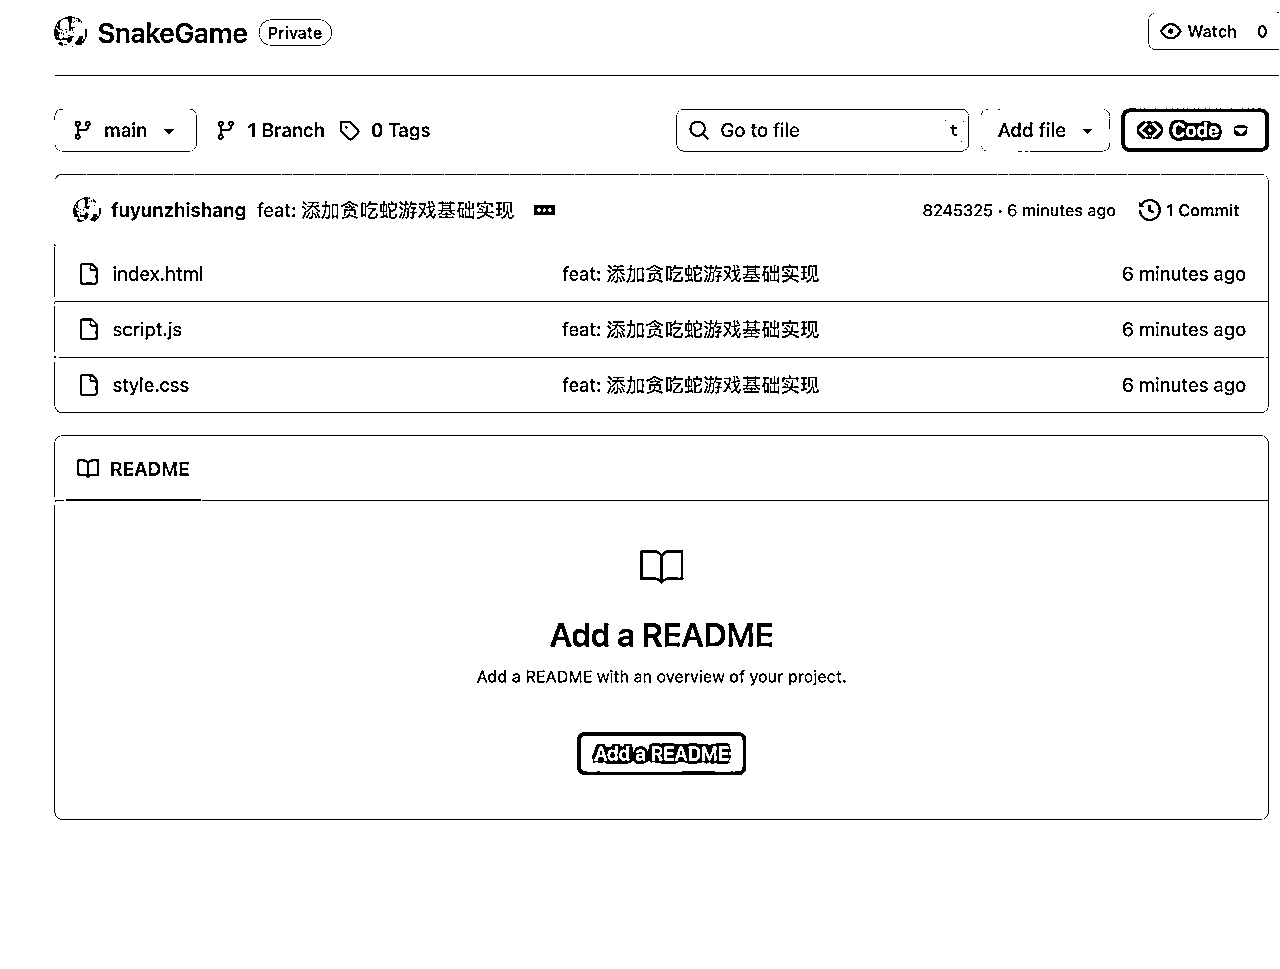 SnakeGame Private Watch 0
main 1 Branch 0 Tags Go to file t Add file Code
fuyunzhishang feat: 添加贪吃蛇游戏基础实现 8245325 · 6 minutes ago 1 Commit
index.html feat: 添加贪吃蛇游戏基础实现 6 minutes ago
script.js feat: 添加贪吃蛇游戏基础实现 6 minutes ago
style.css feat: 添加贪吃蛇游戏基础实现 6 minutes ago
README
Add a README
Add a README with an overview of your project.
Add a README